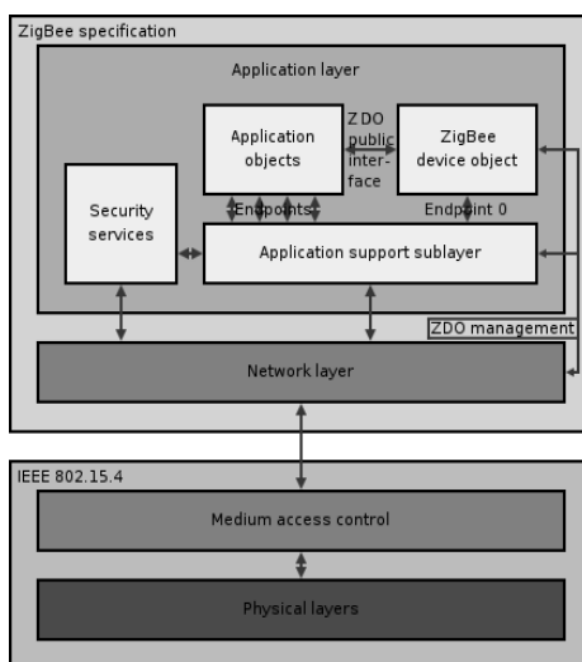 ZigBee specification
Application layer
Application
objects
ZDO
public
inter-
face
ZigBee
device object
Security
services
Endpoints
Endpoint 0
Application support sublayer
ZDO management
Network layer
IEEE 802.15.4
Medium access control
Physical layers